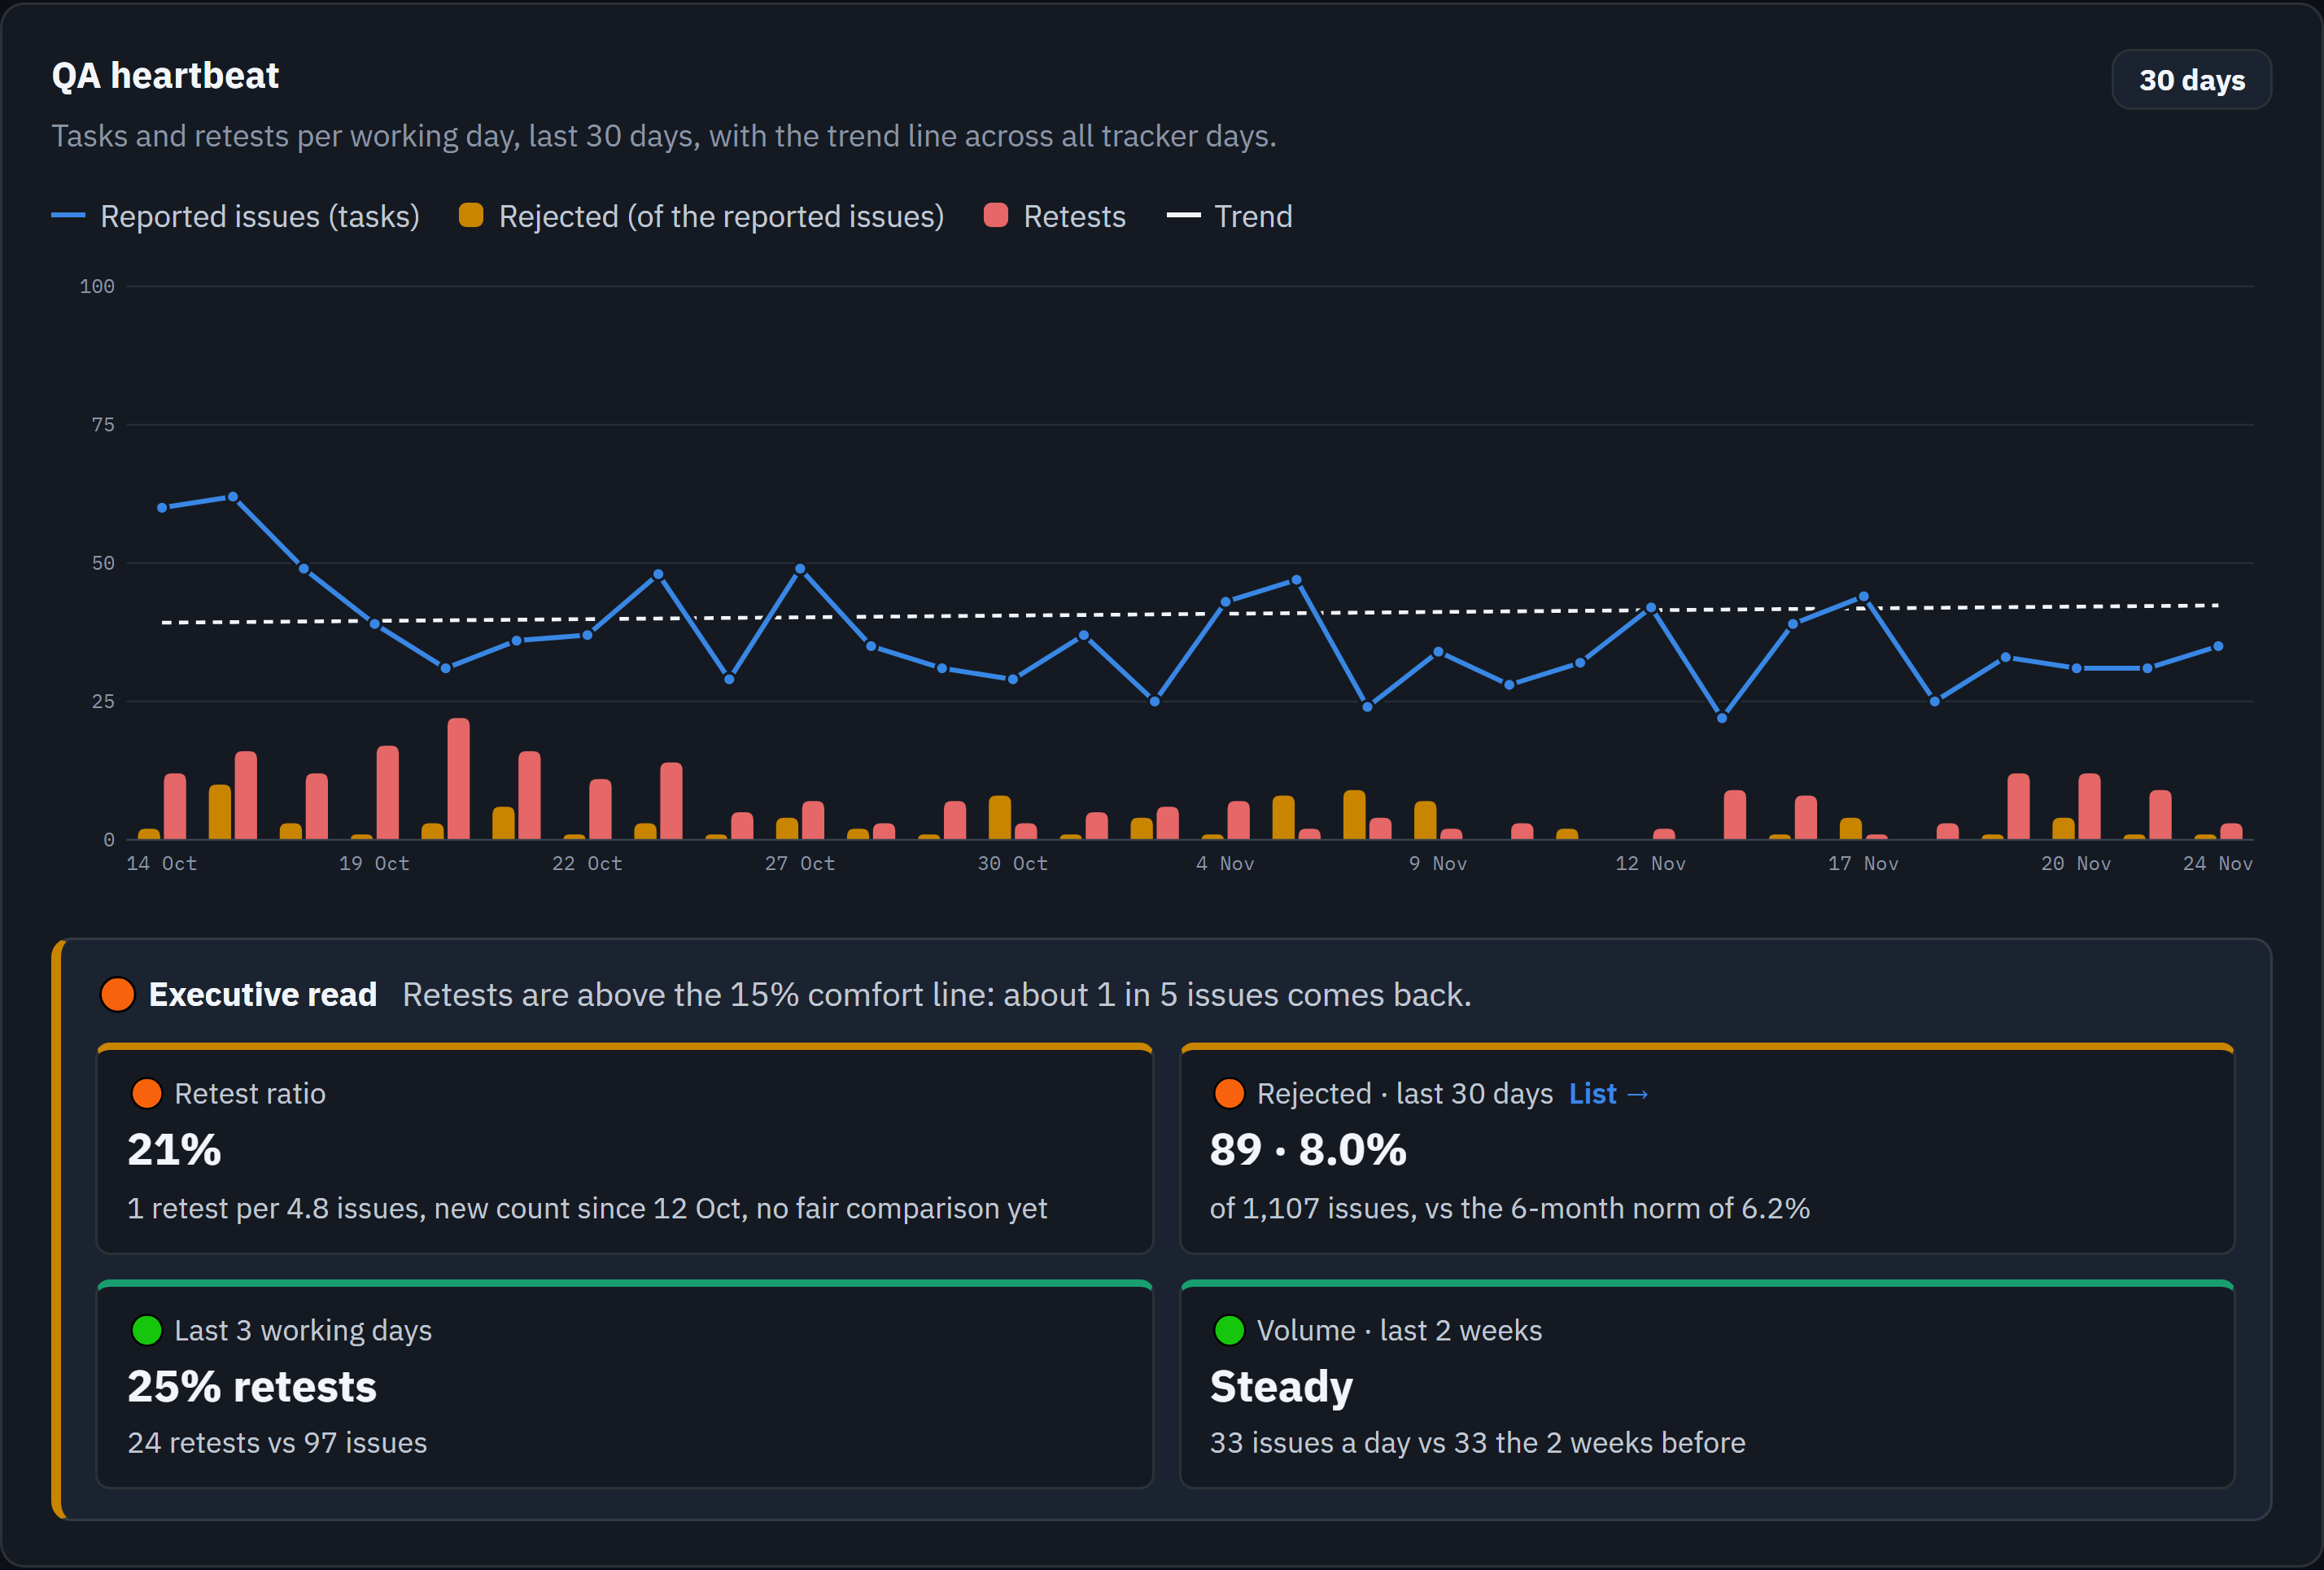 QA heartbeat
30 days
Tasks and retests per working day, last 30 days, with the trend line across all tracker days.
Reported issues (tasks) Rejected (of the reported issues) Retests Trend
100
75
50
25
0
14 Oct 19 Oct 22 Oct 27 Oct 30 Oct 4 Nov 9 Nov 12 Nov 17 Nov 20 Nov 24 Nov
Executive read Retests are above the 15% comfort line: about 1 in 5 issues comes back.
Retest ratio
21%
1 retest per 4.8 issues, new count since 12 Oct, no fair comparison yet
Rejected · last 30 days List →
89 · 8.0%
of 1,107 issues, vs the 6-month norm of 6.2%
Last 3 working days
25% retests
24 retests vs 97 issues
Volume · last 2 weeks
Steady
33 issues a day vs 33 the 2 weeks before